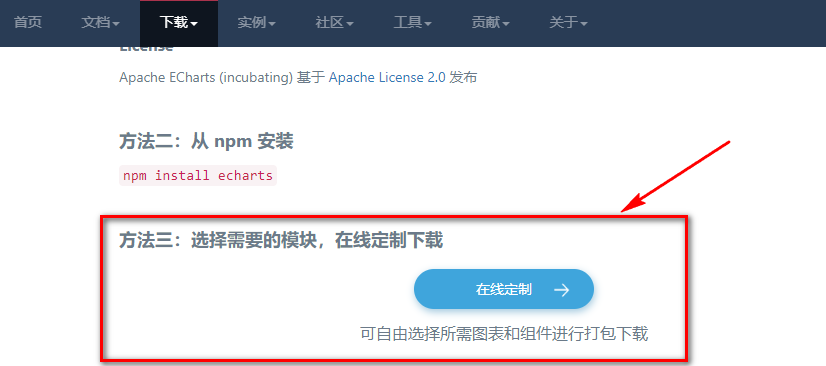 首页 文档 下载 实例 社区 工具 贡献 关于
License
Apache ECharts (incubating) 基于 Apache License 2.0 发布
方法二：从 npm 安装
npm install echarts
方法三：选择需要的模块，在线定制下载
在线定制 →
可自由选择所需图表和组件进行打包下载